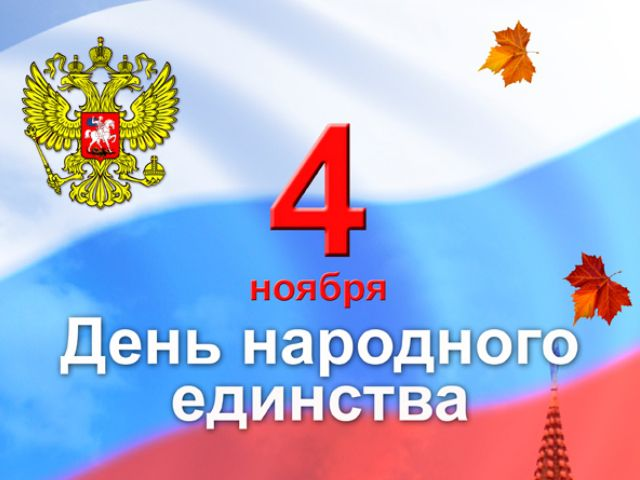 4
ноября
День народного
единства